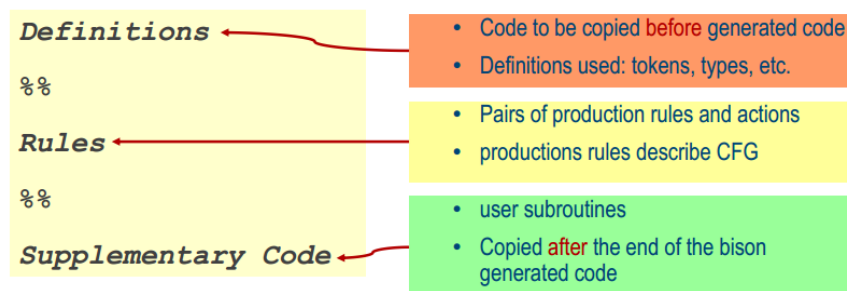 Definitions
%%
Rules
%%
Supplementary Code
• Code to be copied before generated code
• Definitions used: tokens, types, etc.
• Pairs of production rules and actions
• productions rules describe CFG
• user subroutines
• Copied after the end of the bison
generated code